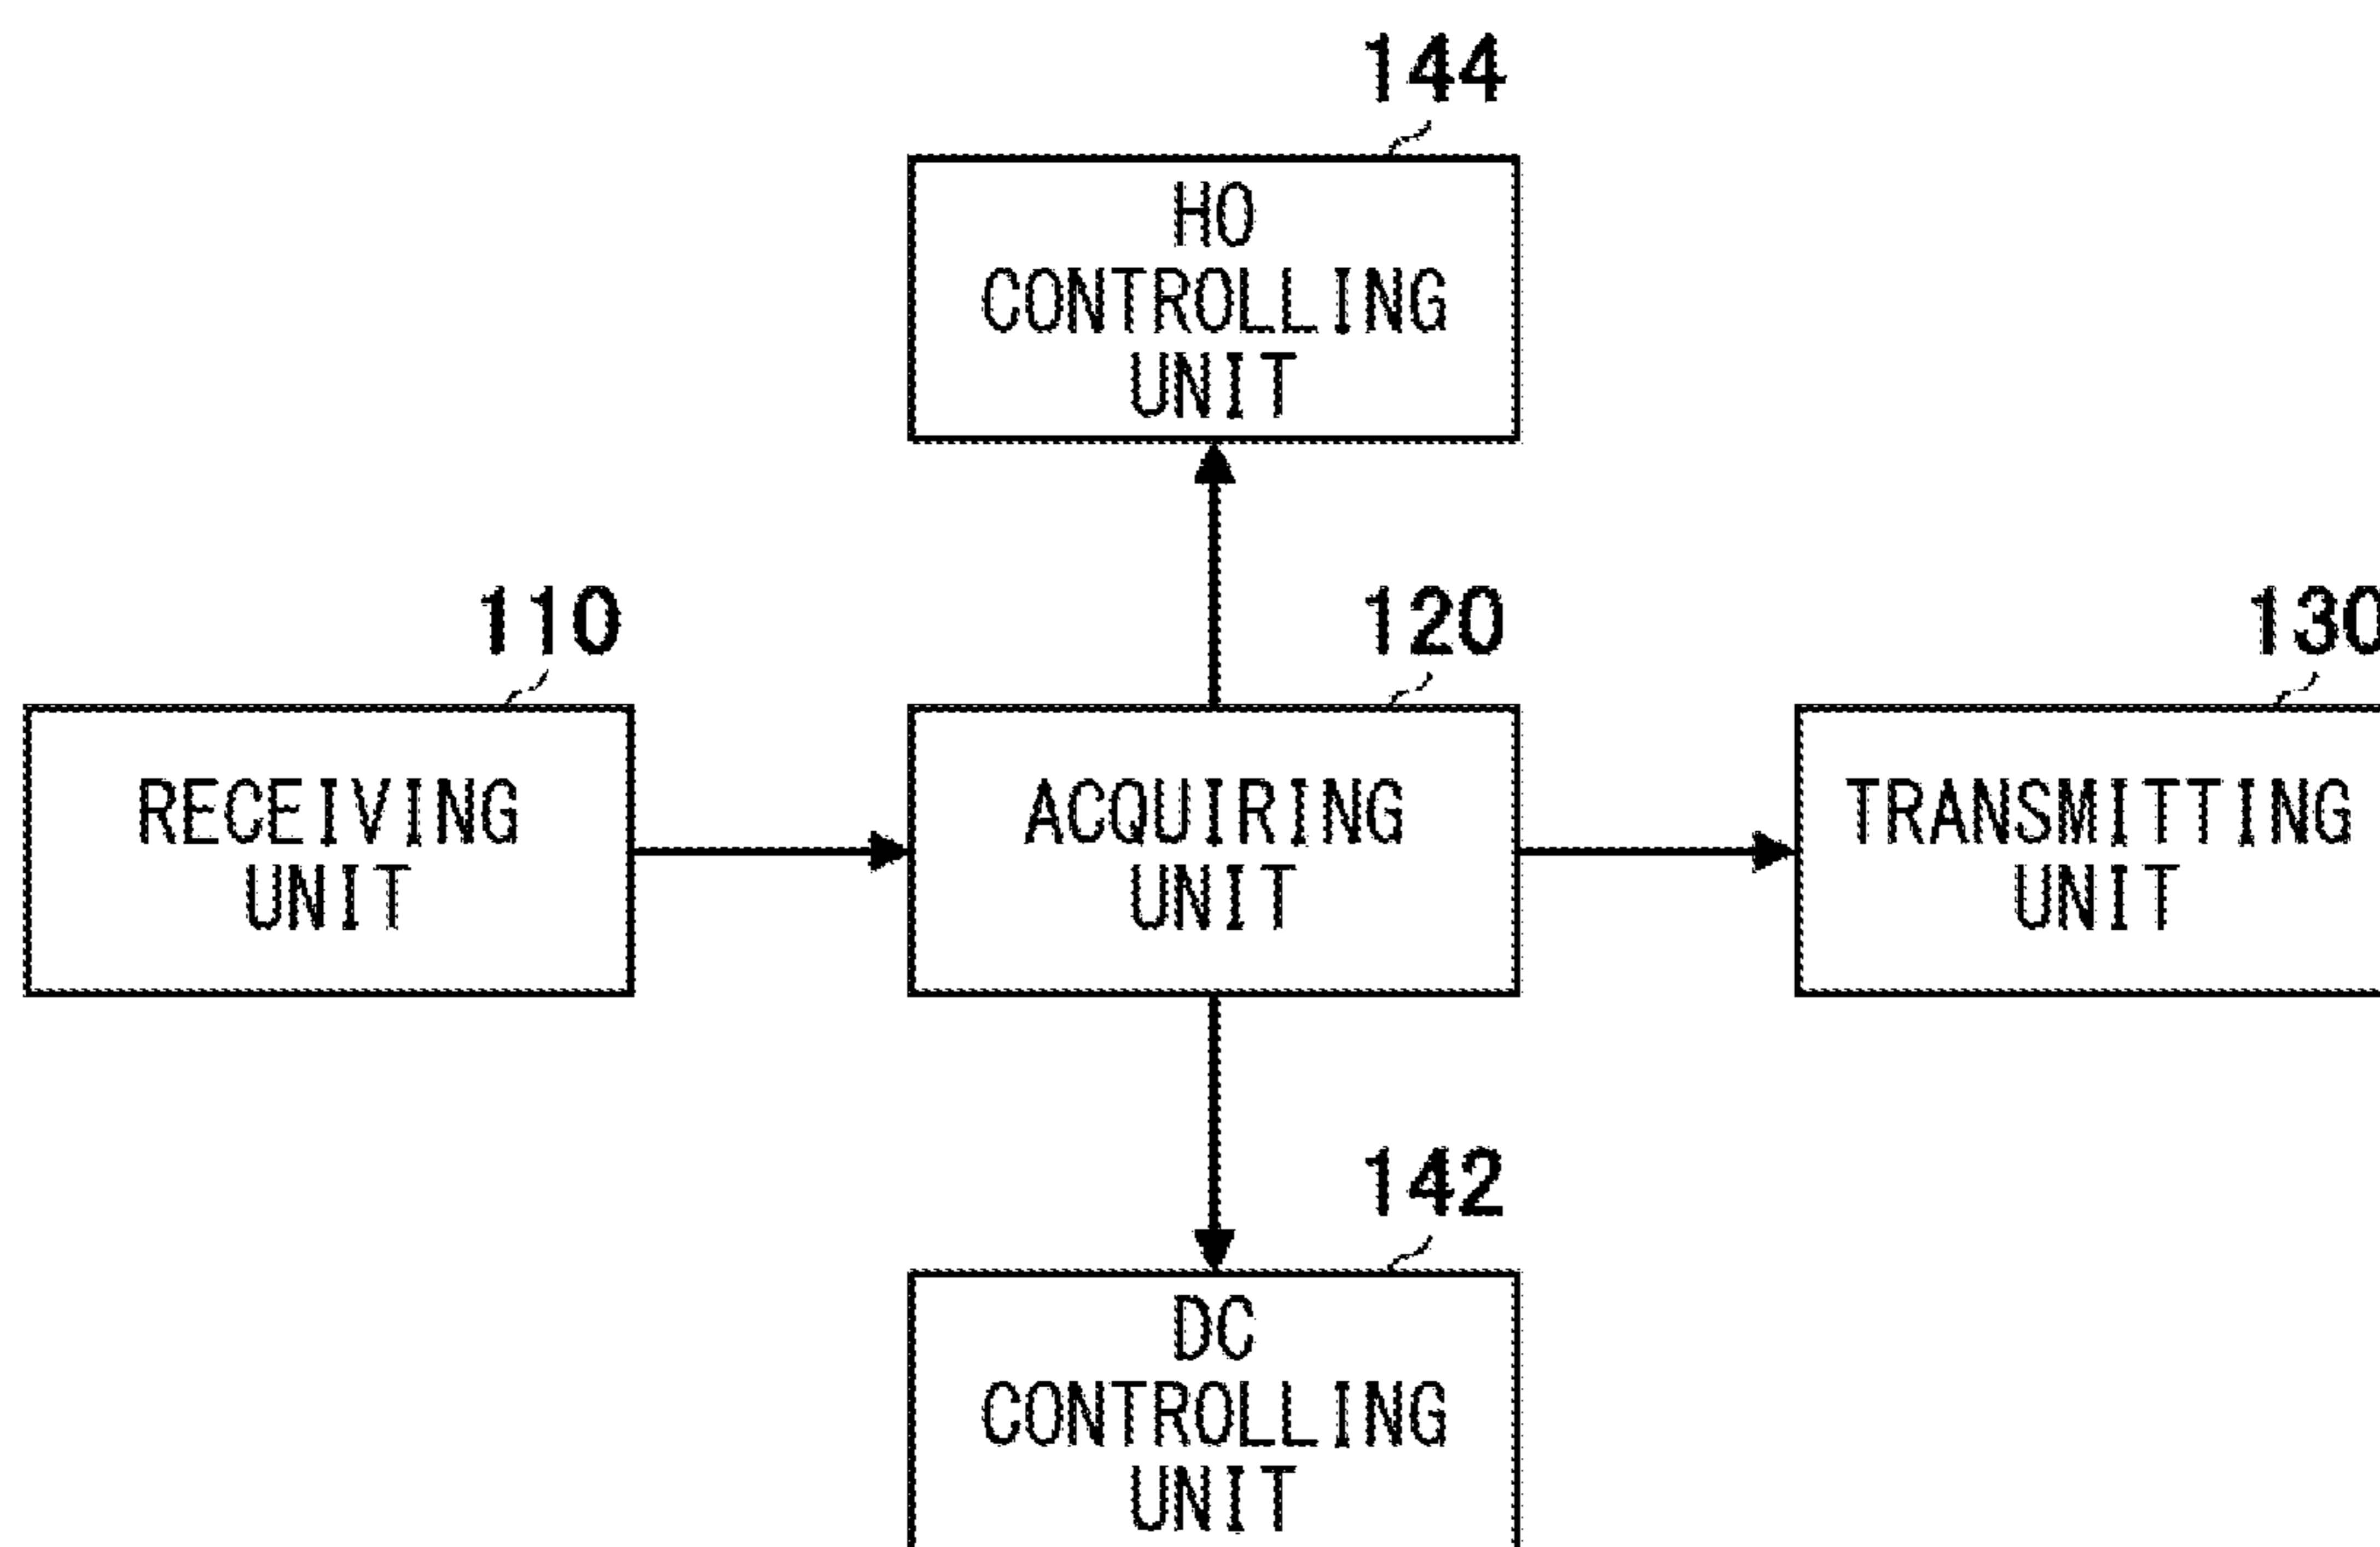 144
HO
CONTROLLING
UNIT
110
120
130
RECEIVING
UNIT
ACQUIRING
UNIT
TRANSMITTING
UNIT
142
DC
CONTROLLING
UNIT